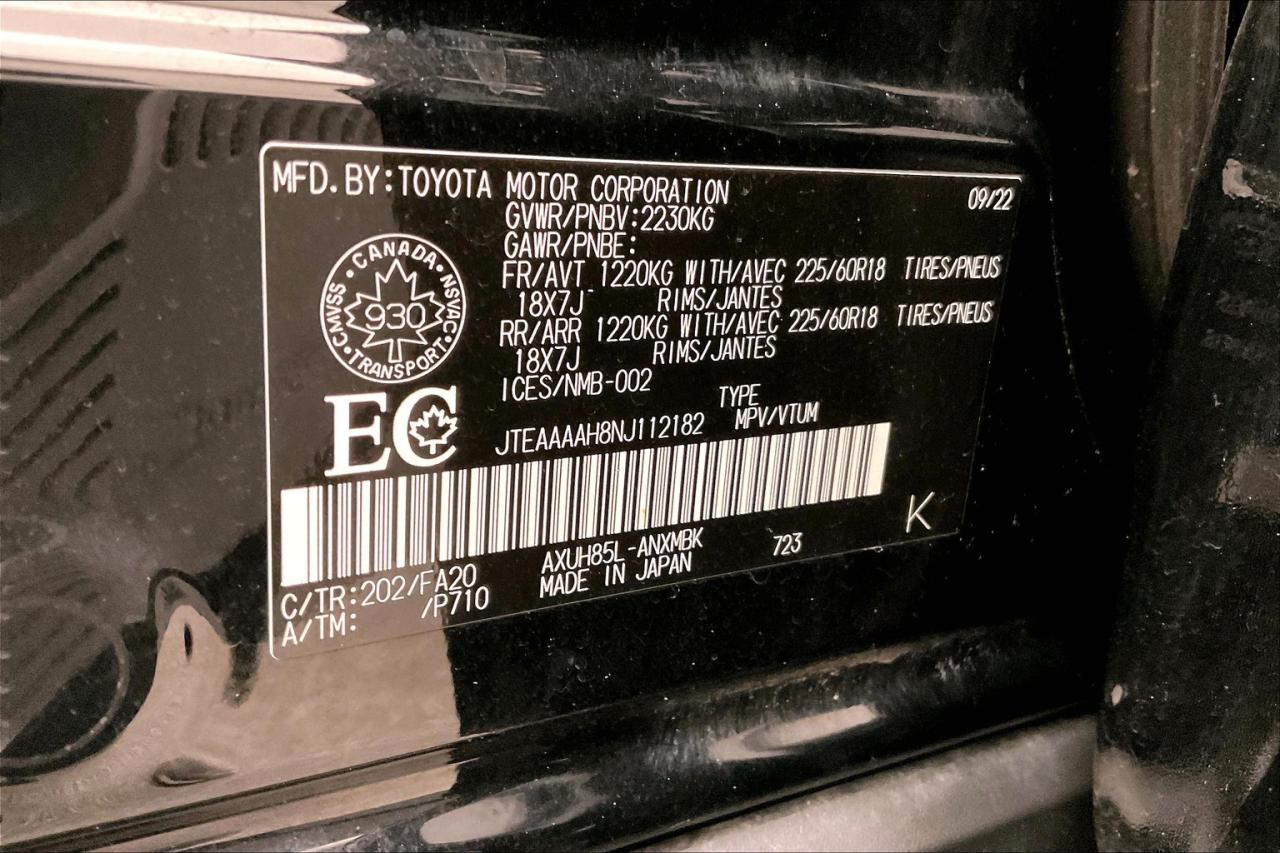 MFD.BY:TOYOTA MOTOR CORPORATION 09/22
GVWR/PNBV:2230KG
GAWR/PNBE:
FR/AVT 1220KG WITH/AVEC 225/60R18 TIRES/PNEUS
18X7J RIMS/JANTES
RR/ARR 1220KG WITH/AVEC 225/60R18 TIRES/PNEUS
18X7J RIMS/JANTES
ICES/NMB-002
CANADA · NSVAC · TRANSPORT · CMVSS
930
EC
TYPE
JTEAAAAH8NJ112182 MPV/VTUM
K
C/TR:202/FA20 AXUH85L-ANXMBK 723
A/TM: /P710 MADE IN JAPAN